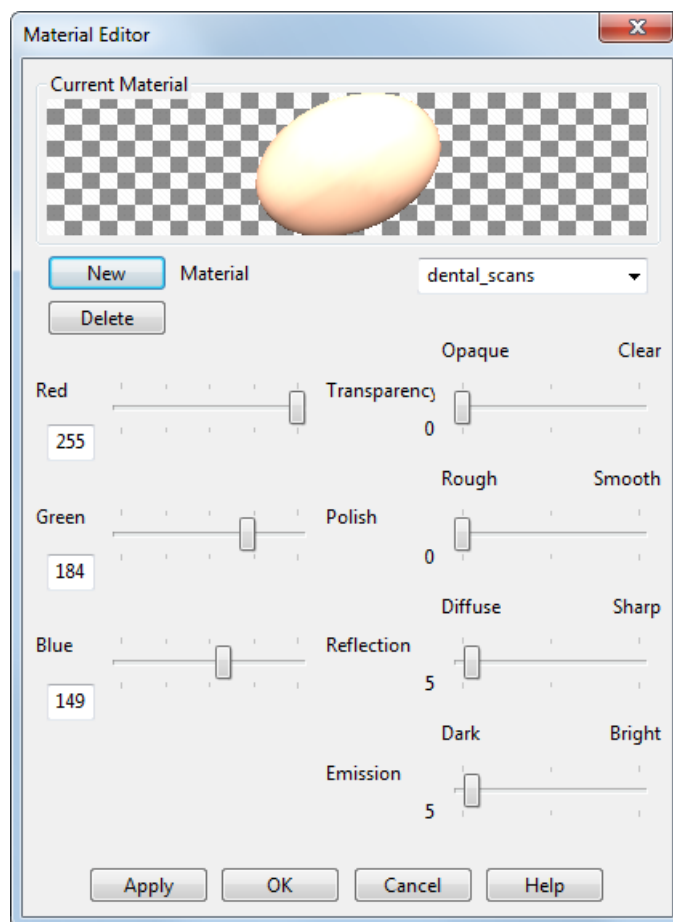 Material Editor
Current Material
New Material dental_scans
Delete
Opaque Clear
Red Transparency
255 0
Rough Smooth
Green Polish
184 0
Diffuse Sharp
Blue Reflection
149 5
Dark Bright
Emission
5
Apply OK Cancel Help